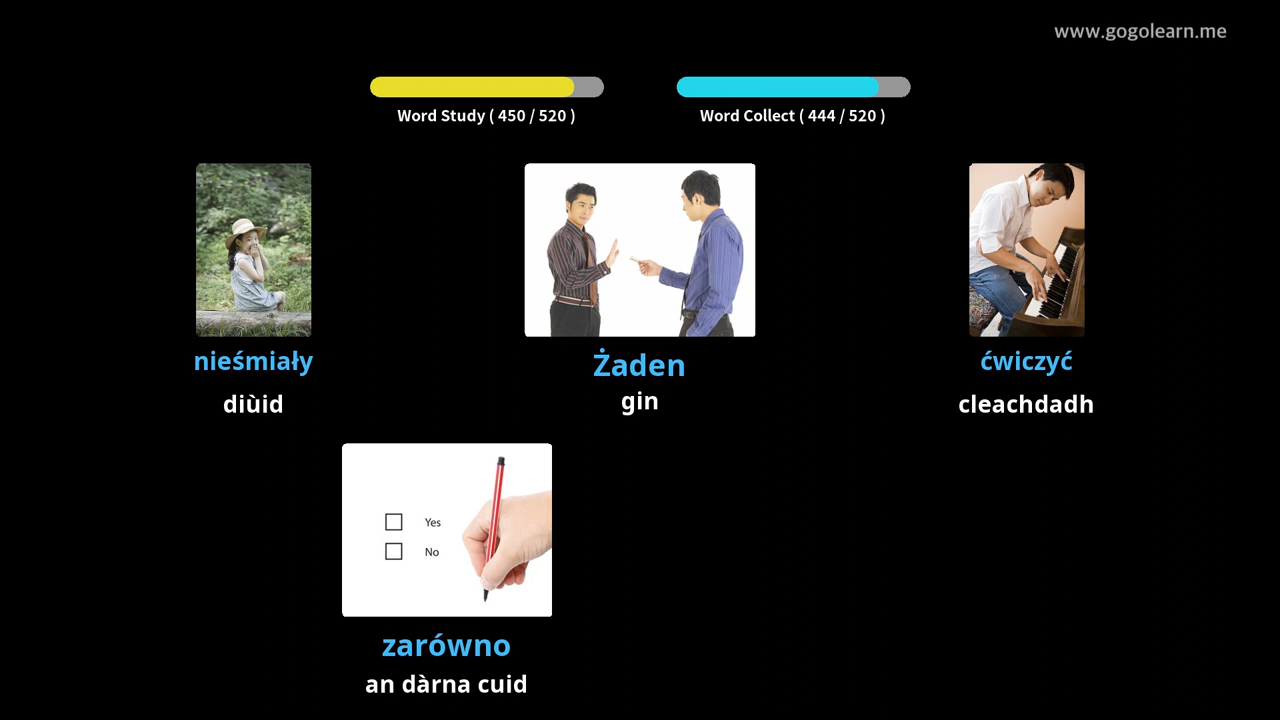 www.gogolearn.me
Word Study ( 450 / 520 )
Word Collect ( 444 / 520 )
nieśmiały
diùid
Żaden
gin
ćwiczyć
cleachdadh
Yes
No
zarówno
an dàrna cuid